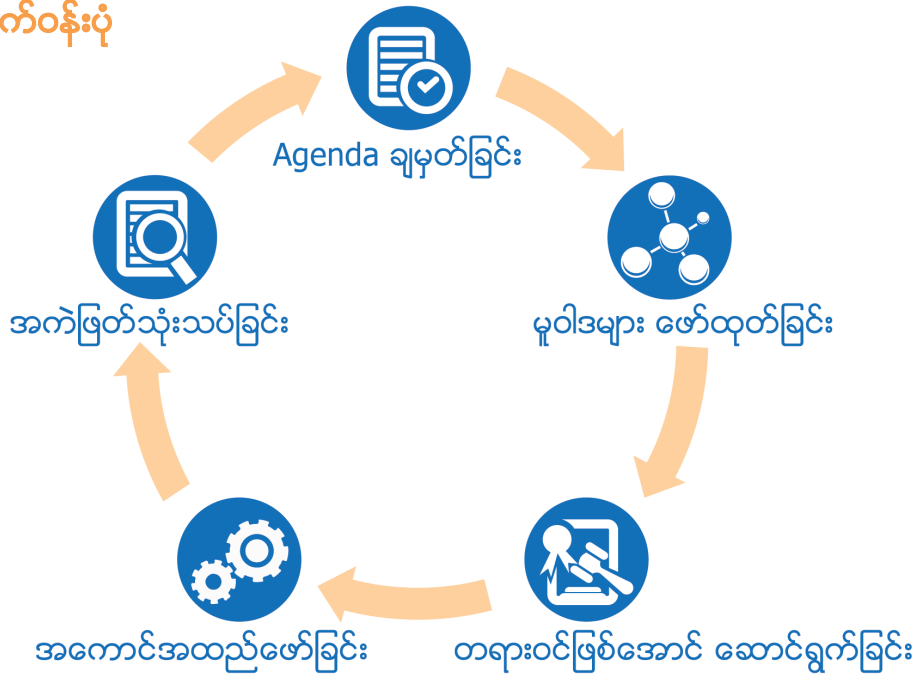 က်ဝန်းပုံ
Agenda ချမှတ်ခြင်း
မူဝါဒများ ဖော်ထုတ်ခြင်း
တရားဝင်ဖြစ်အောင် ဆောင်ရွက်ခြင်း
အကောင်အထည်ဖော်ခြင်း
အကဲဖြတ်သုံးသပ်ခြင်း